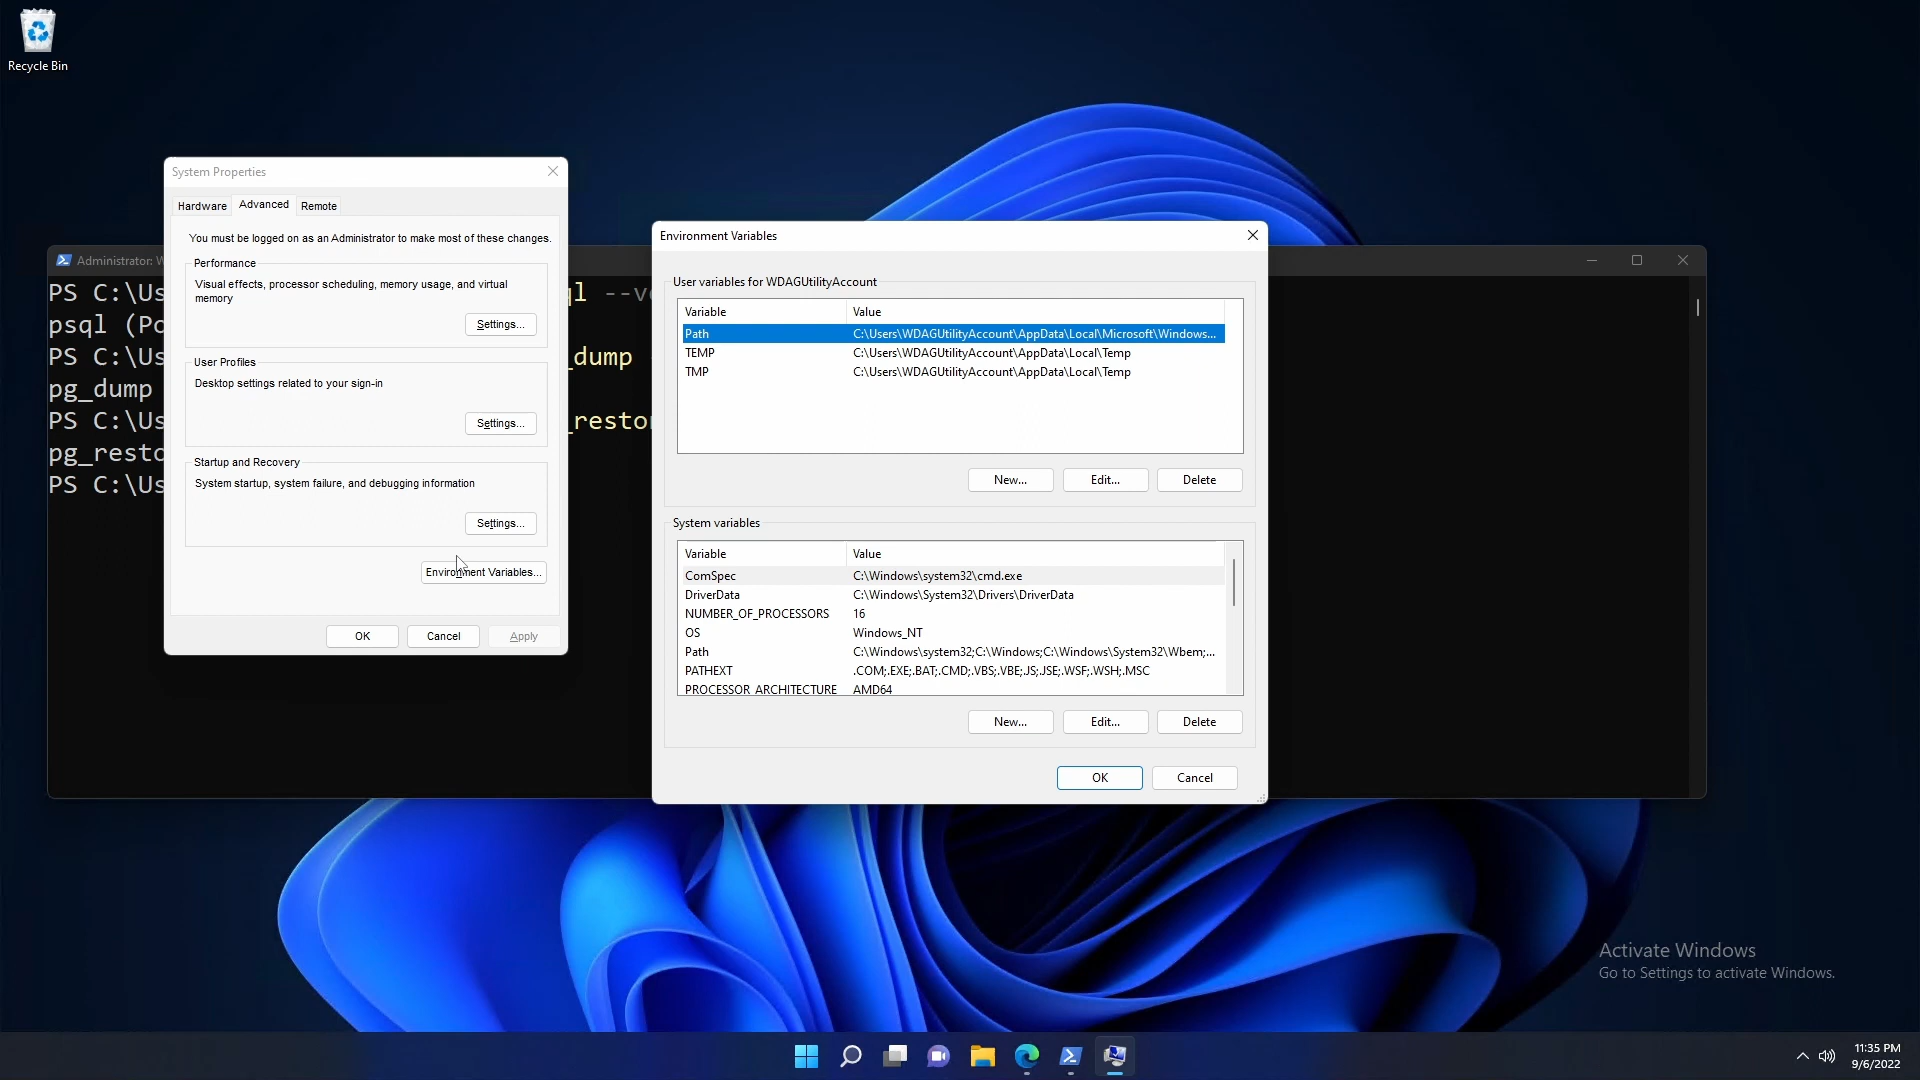 Recycle Bin
System Properties
Hardware
Advanced
Remote
You must be logged on as an Administrator to make most of these changes.
Performance
Visual effects, processor scheduling, memory usage, and virtual
memory
Settings...
User Profiles
Desktop settings related to your sign-in
Settings...
Startup and Recovery
System startup, system failure, and debugging information
Settings...
Environment Variables...
OK
Cancel
Apply
Administrator: W
PS C:\Us
ql --ve
psql (Po
PS C:\Us
_dump
pg_dump
PS C:\Us
_restor
pg_resto
PS C:\Us
Environment Variables
User variables for WDAGUtilityAccount
Variable Value
Path C:\Users\WDAGUtilityAccount\AppData\Local\Microsoft\Windows...
TEMP C:\Users\WDAGUtilityAccount\AppData\Local\Temp
TMP C:\Users\WDAGUtilityAccount\AppData\Local\Temp
New... Edit... Delete
System variables
Variable Value
ComSpec C:\Windows\system32\cmd.exe
DriverData C:\Windows\System32\Drivers\DriverData
NUMBER_OF_PROCESSORS 16
OS Windows_NT
Path C:\Windows\system32;C:\Windows;C:\Windows\System32\Wbem;...
PATHEXT .COM;.EXE;.BAT;.CMD;.VBS;.VBE;.JS;.JSE;.WSF;.WSH;.MSC
PROCESSOR_ARCHITECTURE AMD64
New... Edit... Delete
OK Cancel
Activate Windows
Go to Settings to activate Windows.
11:35 PM
9/6/2022